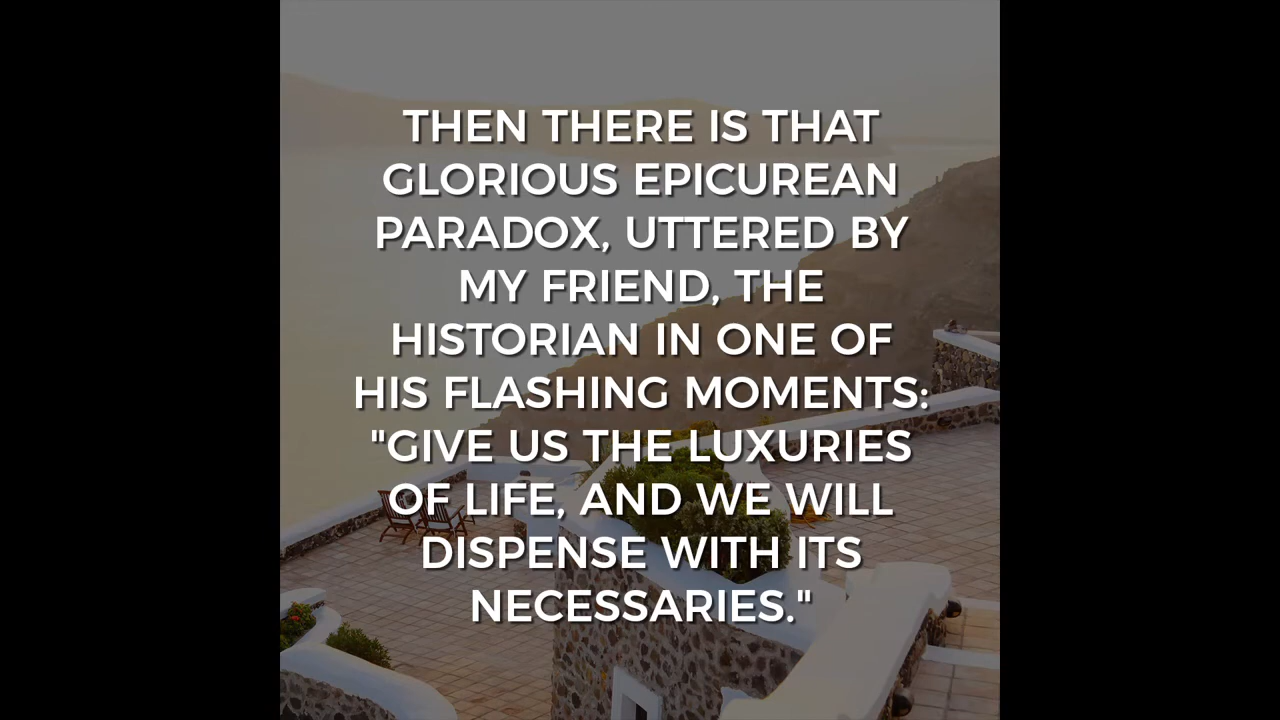 THEN THERE IS THAT
GLORIOUS EPICUREAN
PARADOX, UTTERED BY
MY FRIEND, THE
HISTORIAN IN ONE OF
HIS FLASHING MOMENTS:
"GIVE US THE LUXURIES
OF LIFE, AND WE WILL
DISPENSE WITH ITS
NECESSARIES."